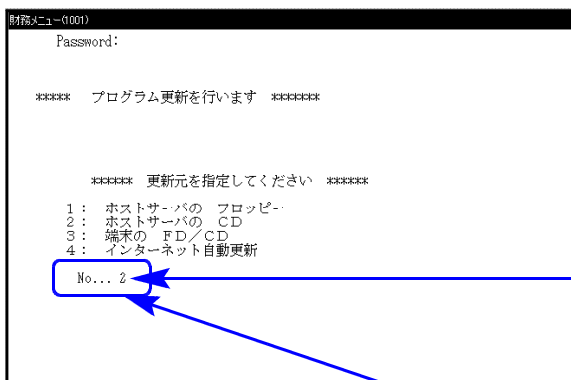 財務メニュー(1001)
Password:
***** プログラム更新を行います *******
****** 更新元を指定してください ******
1: ホストサーバの フロッピー
2: ホストサーバの CD
3: 端末の FD/CD
4: インターネット自動更新
No... 2